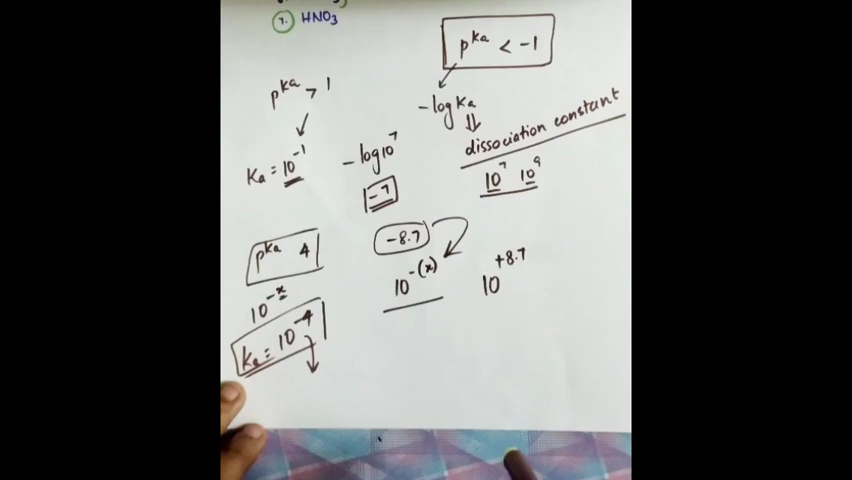 7. HNO3
pKa < -1
pKa > 1
-log Ka
dissociation constant
Ka = 10^-1
-log10^7
10^7 10^9
-7
pKa 4
-8.7
10^-x
10^-(x)
10^+8.7
Ka = 10^-4